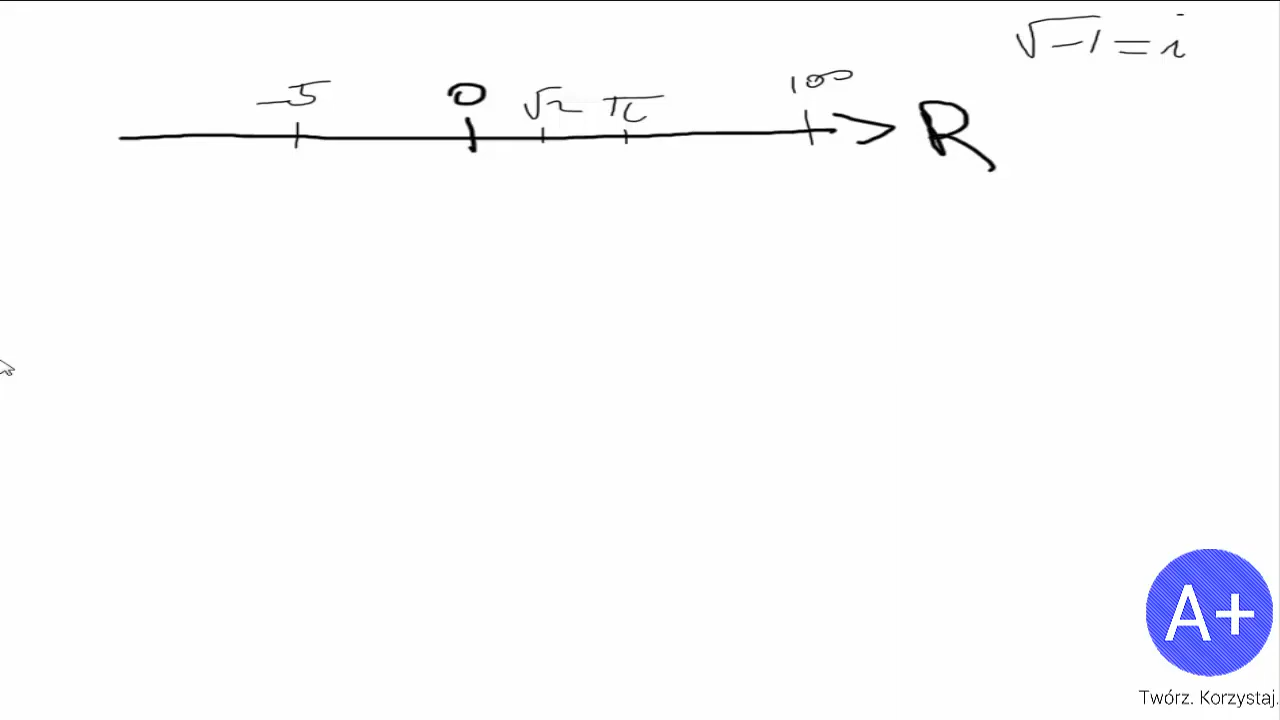 √-1 = i
-5 0 √2 π 100 R
A+
Twórz. Korzystaj.